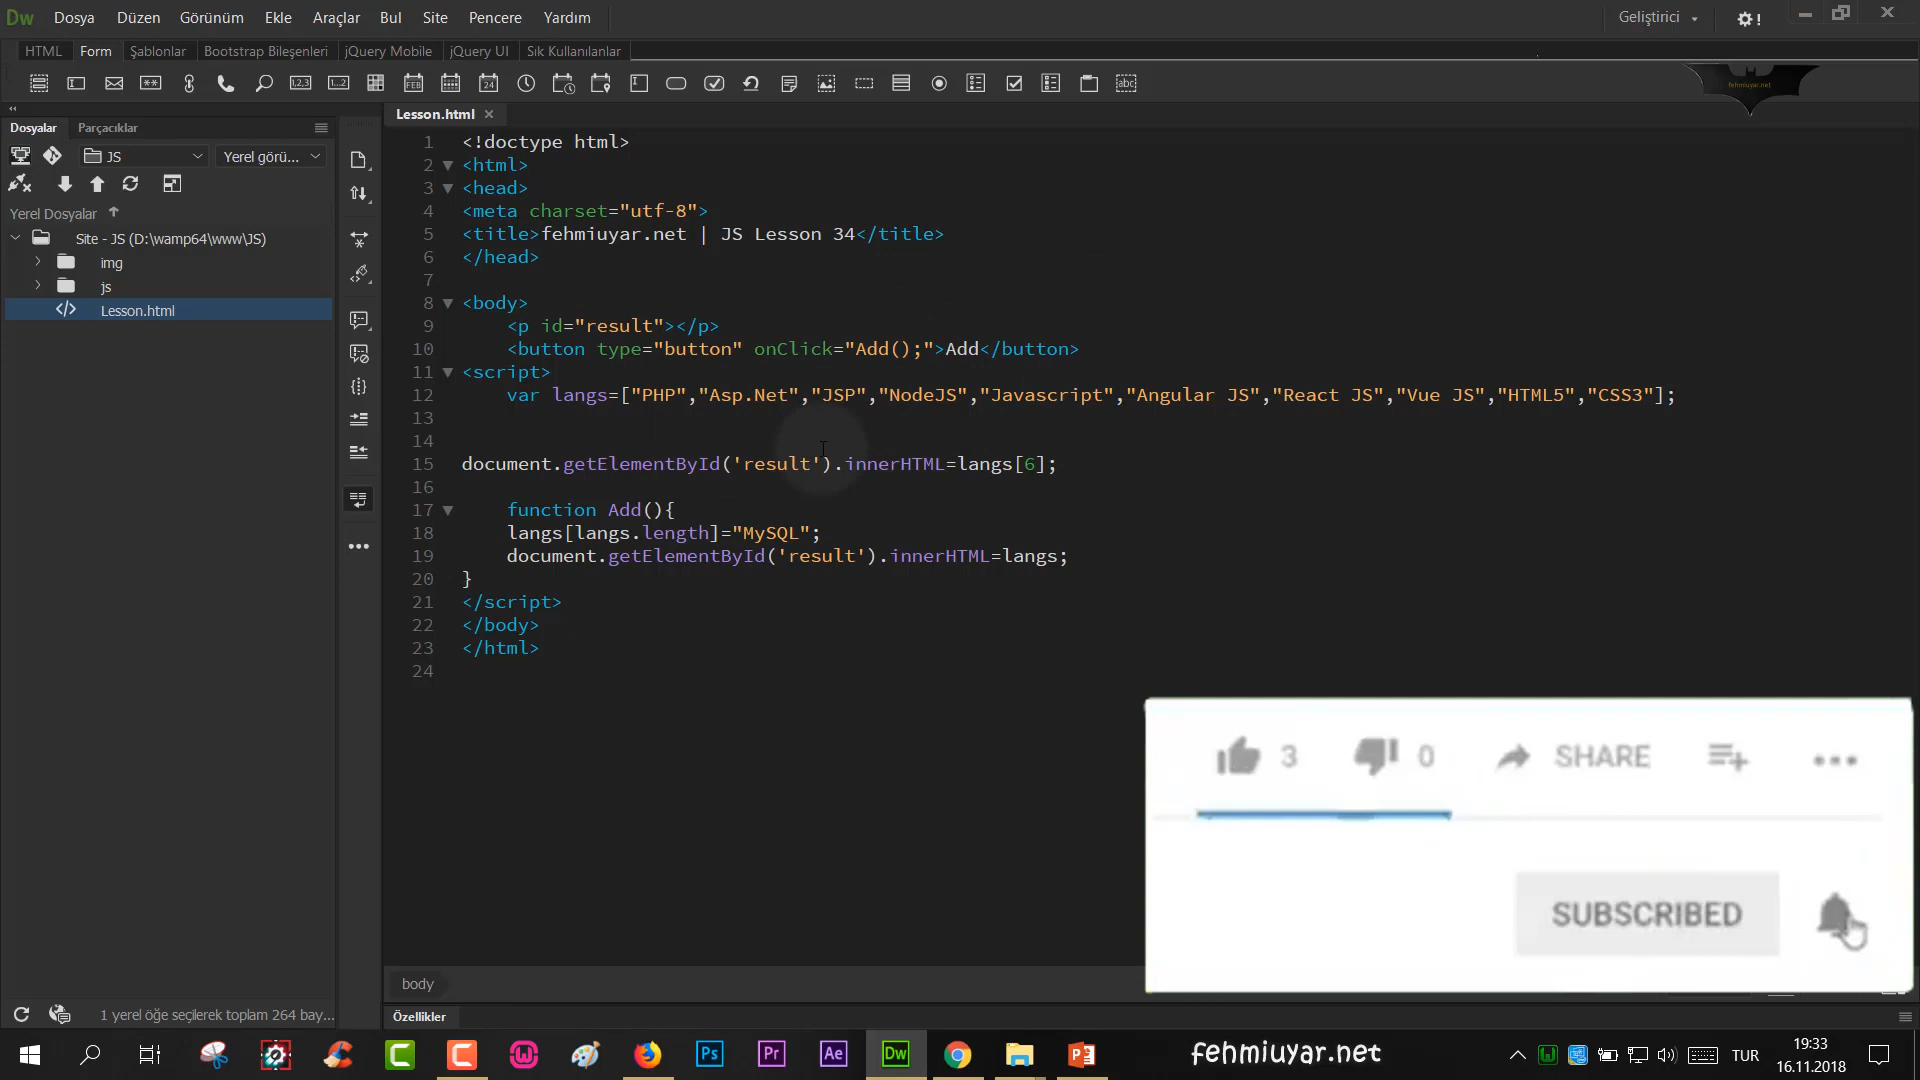 Dw Dosya Düzen Görünüm Ekle Araçlar Bul Site Pencere Yardım Geliştirici
HTML Form Şablonlar Bootstrap Bileşenleri jQuery Mobile jQuery UI Sık Kullanılanlar
fehmiuyar.net
Dosyalar Parçacıklar
JS Yerel görü...
Yerel Dosyalar
Site - JS (D:\wamp64\www\JS)
img
js
Lesson.html
Lesson.html
1 <!doctype html>
2 <html>
3 <head>
4 <meta charset="utf-8">
5 <title>fehmiuyar.net | JS Lesson 34</title>
6 </head>
7
8 <body>
9 <p id="result"></p>
10 <button type="button" onClick="Add();">Add</button>
11 <script>
12 var langs=["PHP","Asp.Net","JSP","NodeJS","Javascript","Angular JS","React JS","Vue JS","HTML5","CSS3"];
13
14
15 document.getElementById('result').innerHTML=langs[6];
16
17 function Add(){
18 langs[langs.length]="MySQL";
19 document.getElementById('result').innerHTML=langs;
20 }
21 </script>
22 </body>
23 </html>
24
3 0 SHARE
SUBSCRIBED
body
1 yerel öğe seçilerek toplam 264 bay...
Özellikler
Ps Pr Ae Dw
fehmiuyar.net
TUR
19:33
16.11.2018